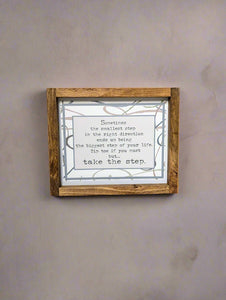 Sometimes
the smallest step
in the right direction
ends up being
the biggest step of your life.
Tip toe if you must
but...
take the step.